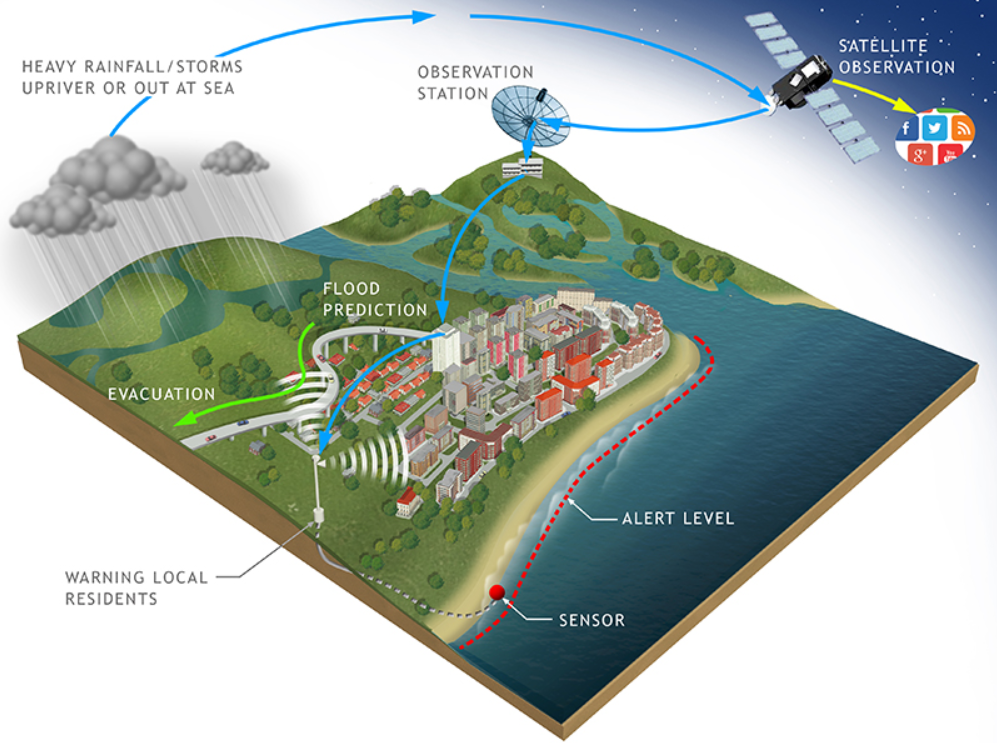 HEAVY RAINFALL/STORMS
UPRIVER OR OUT AT SEA
OBSERVATION
STATION
SATELLITE
OBSERVATION
f
g+
You
FLOOD
PREDICTION
EVACUATION
ALERT LEVEL
WARNING LOCAL
RESIDENTS
SENSOR